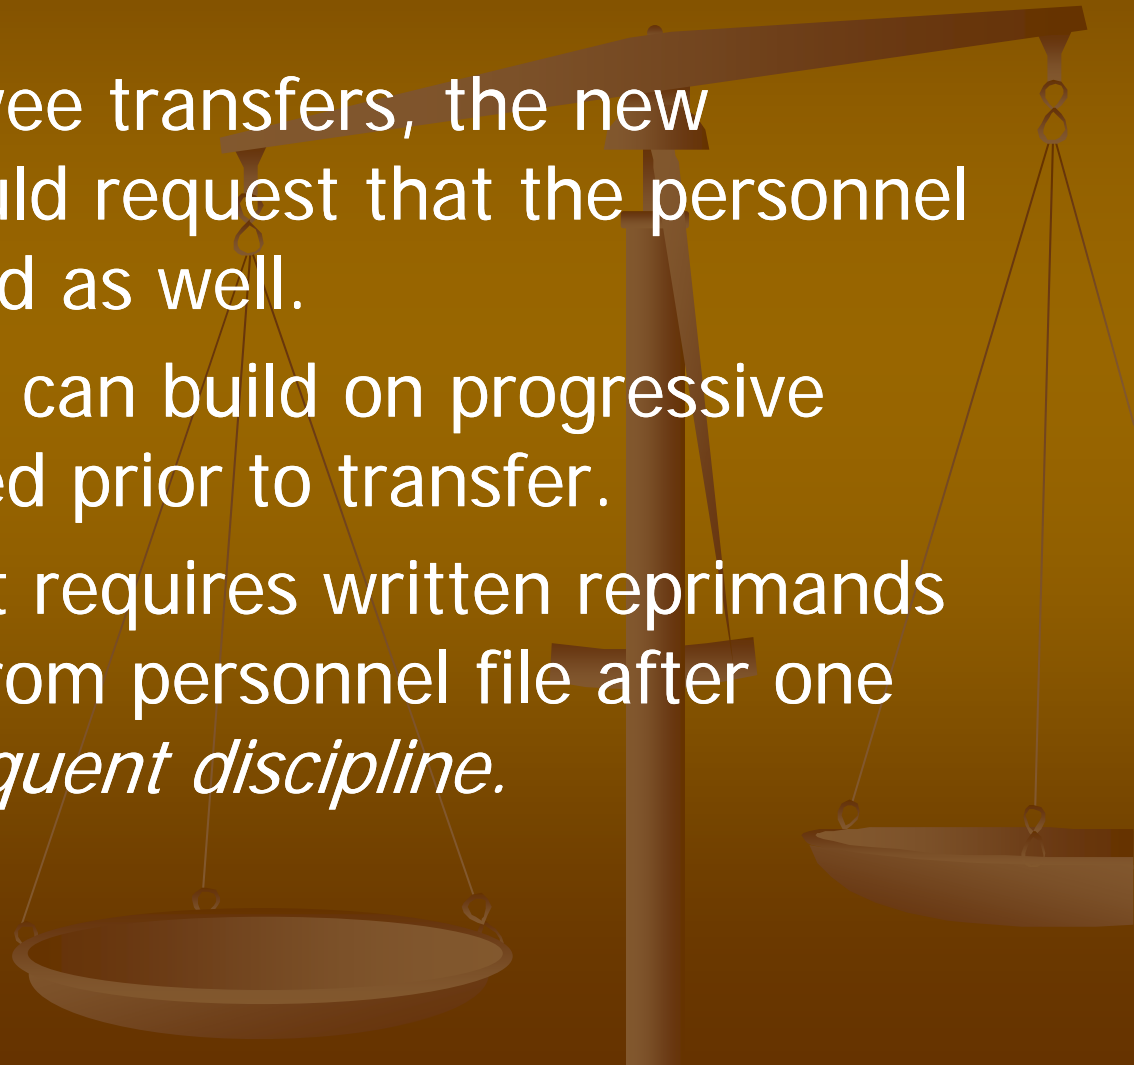 ee transfers, the new
uld request that the personnel
d as well.
can build on progressive
ed prior to transfer.
t requires written reprimands
rom personnel file after one
quent discipline.